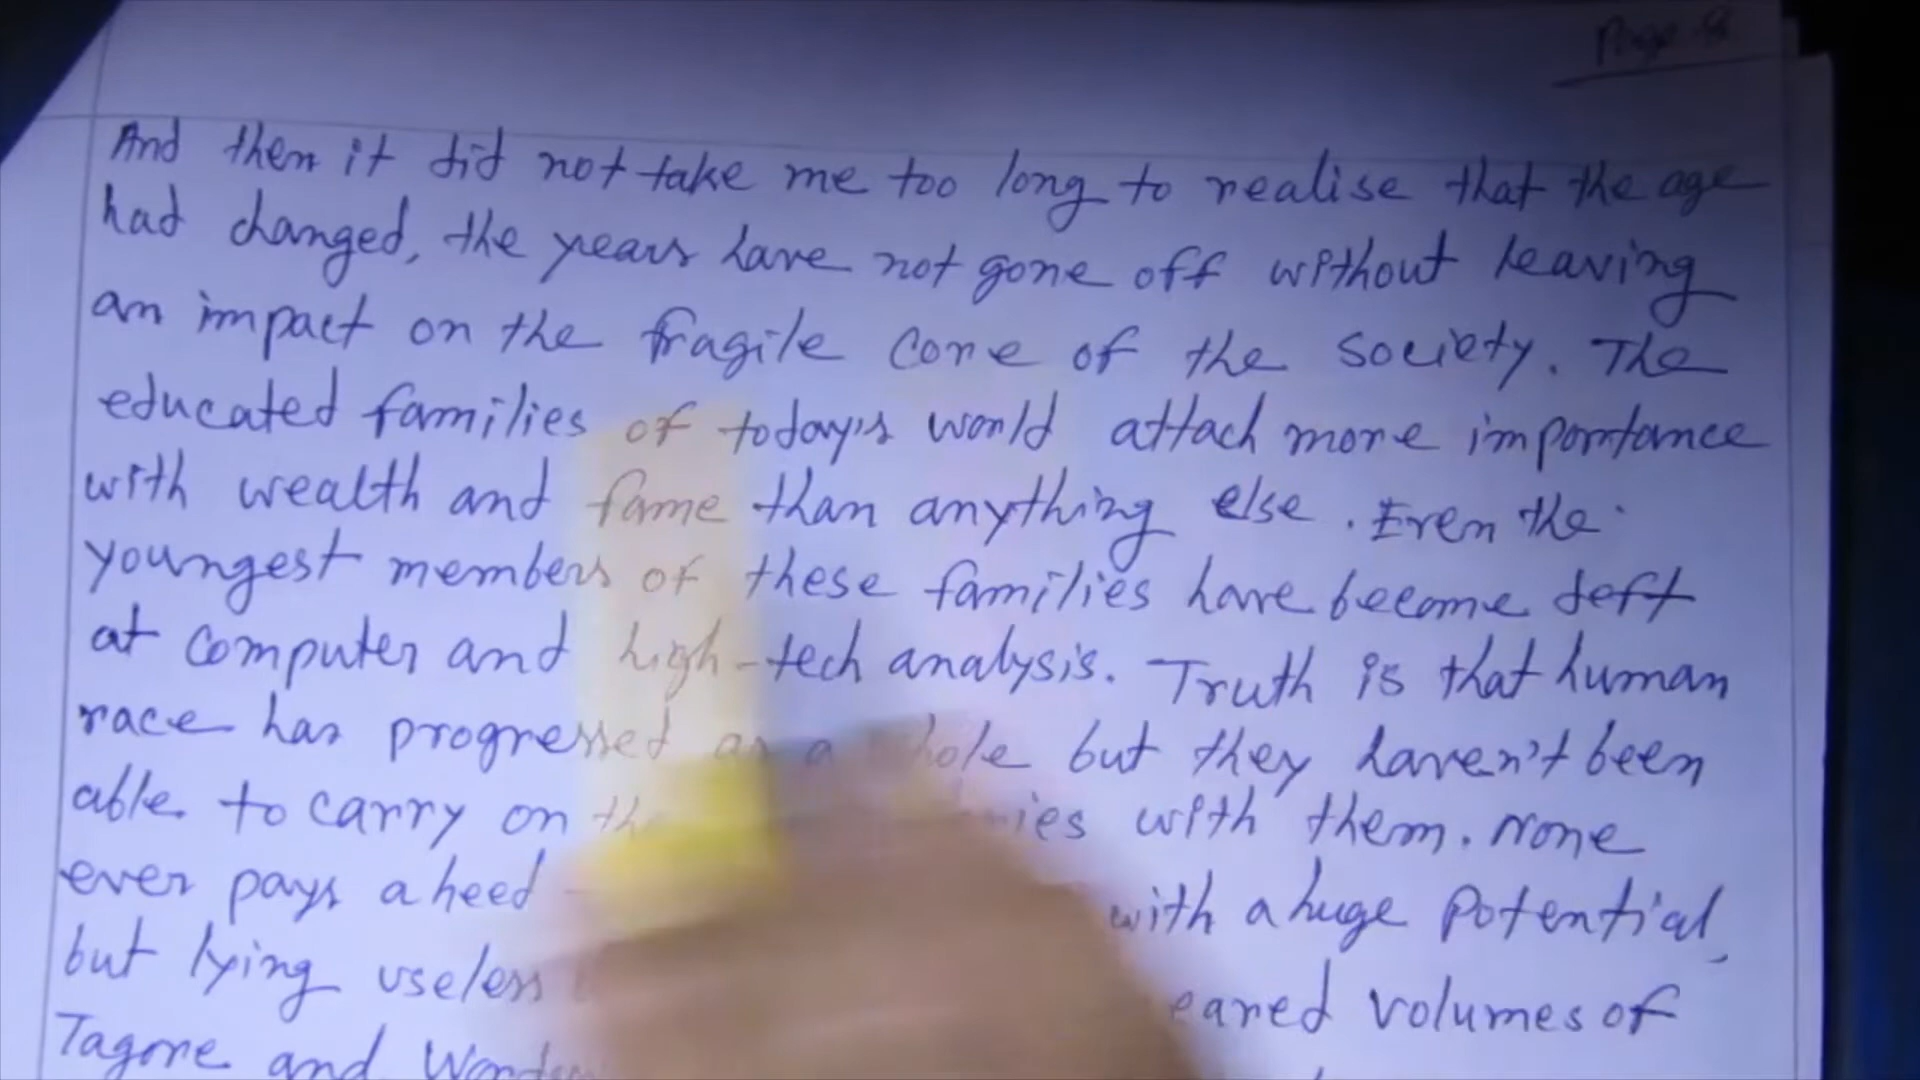 And then it did not take me too long to realise that the age
had changed, the years have not gone off without leaving
an impact on the fragile core of the society. The
educated families of today's world attach more importance
with wealth and fame than anything else. Even the
youngest members of these families have become deft
at computer and high-tech analysis. Truth is that human
race has progressed as a whole but they haven't been
able to carry on with them. None
ever pays a heed with a huge potential,
but lying useless volumes of
Tagore and